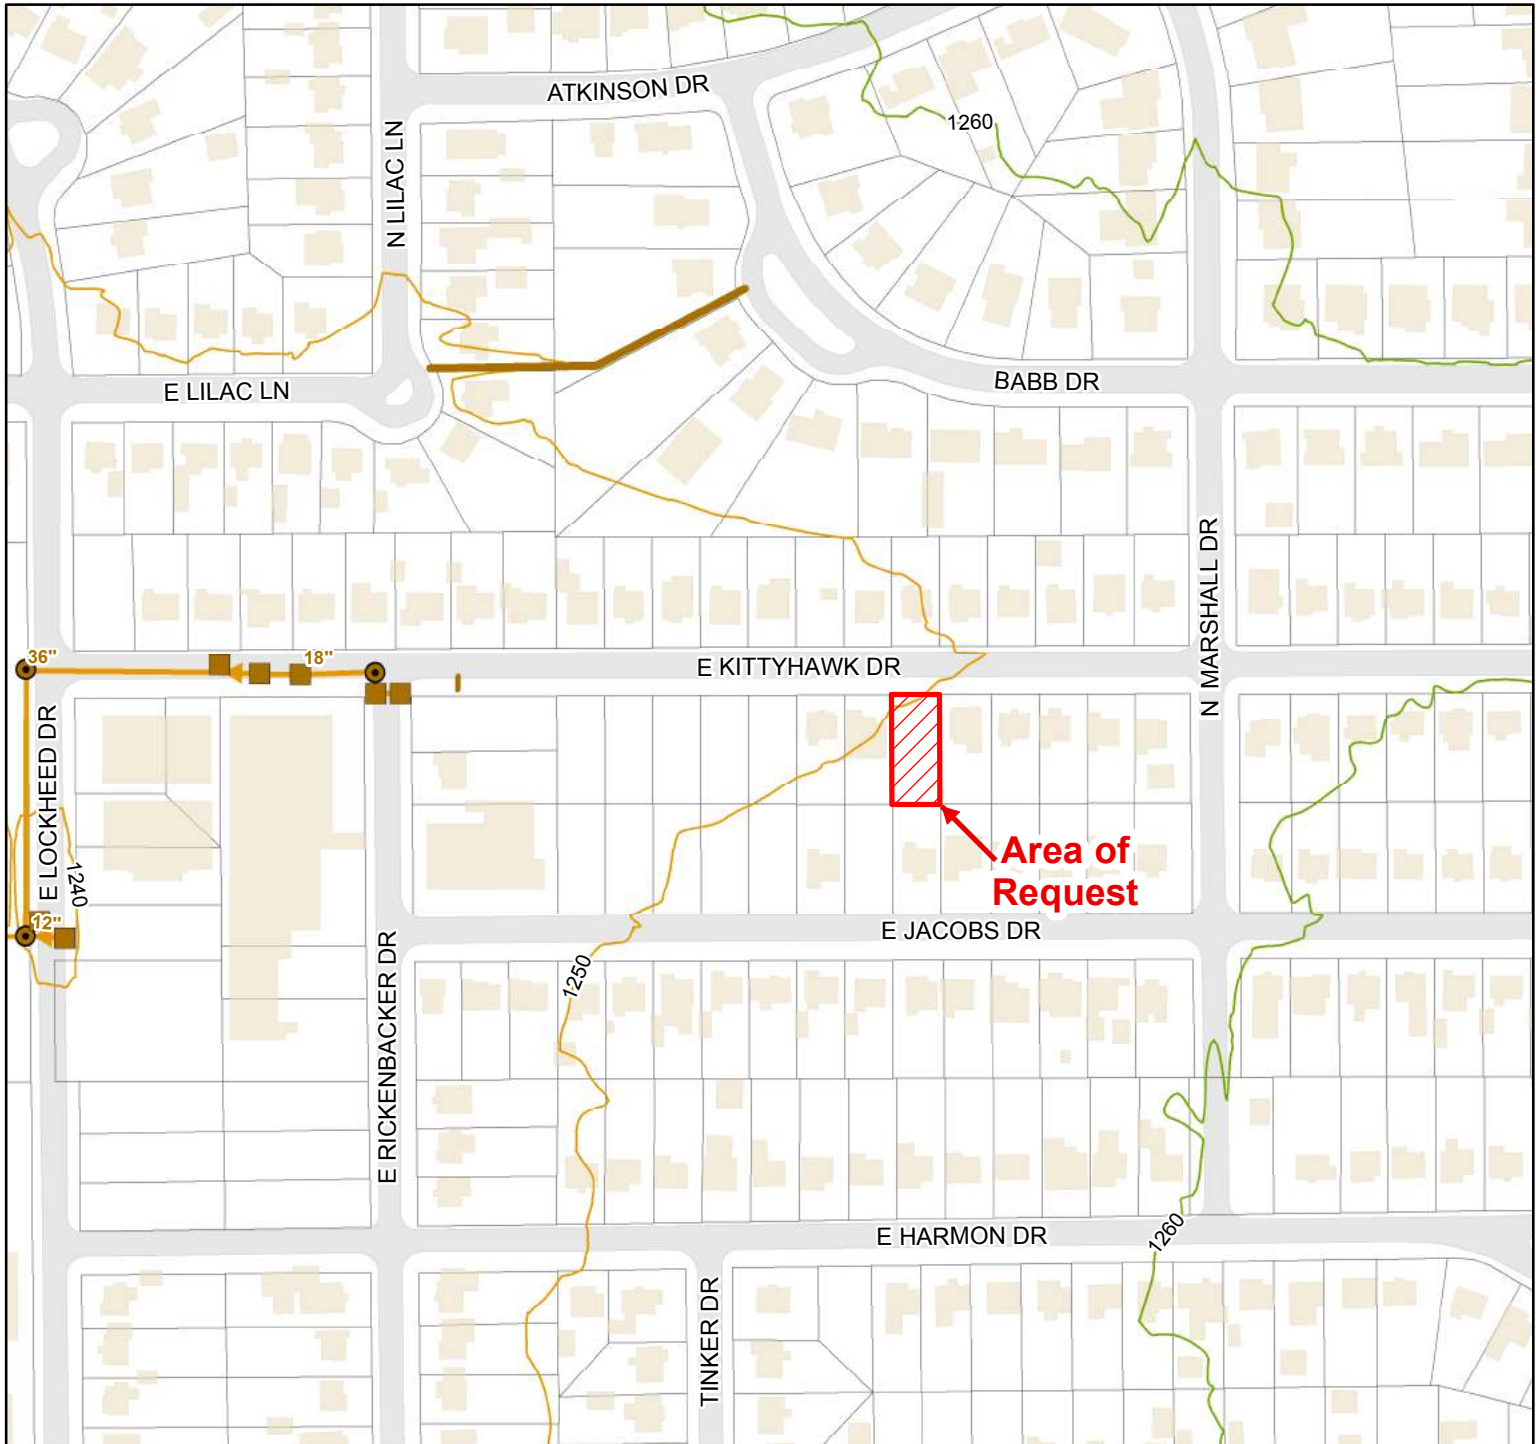 ATKINSON DR
1260
N LILAC LN
E LILAC LN
BABB DR
N MARSHALL DR
36"
18"
E KITTYHAWK DR
E LOCKHEED DR
1240
12"
Area of
Request
E JACOBS DR
1250
E RICKENBACKER DR
E HARMON DR
1260
TINKER DR